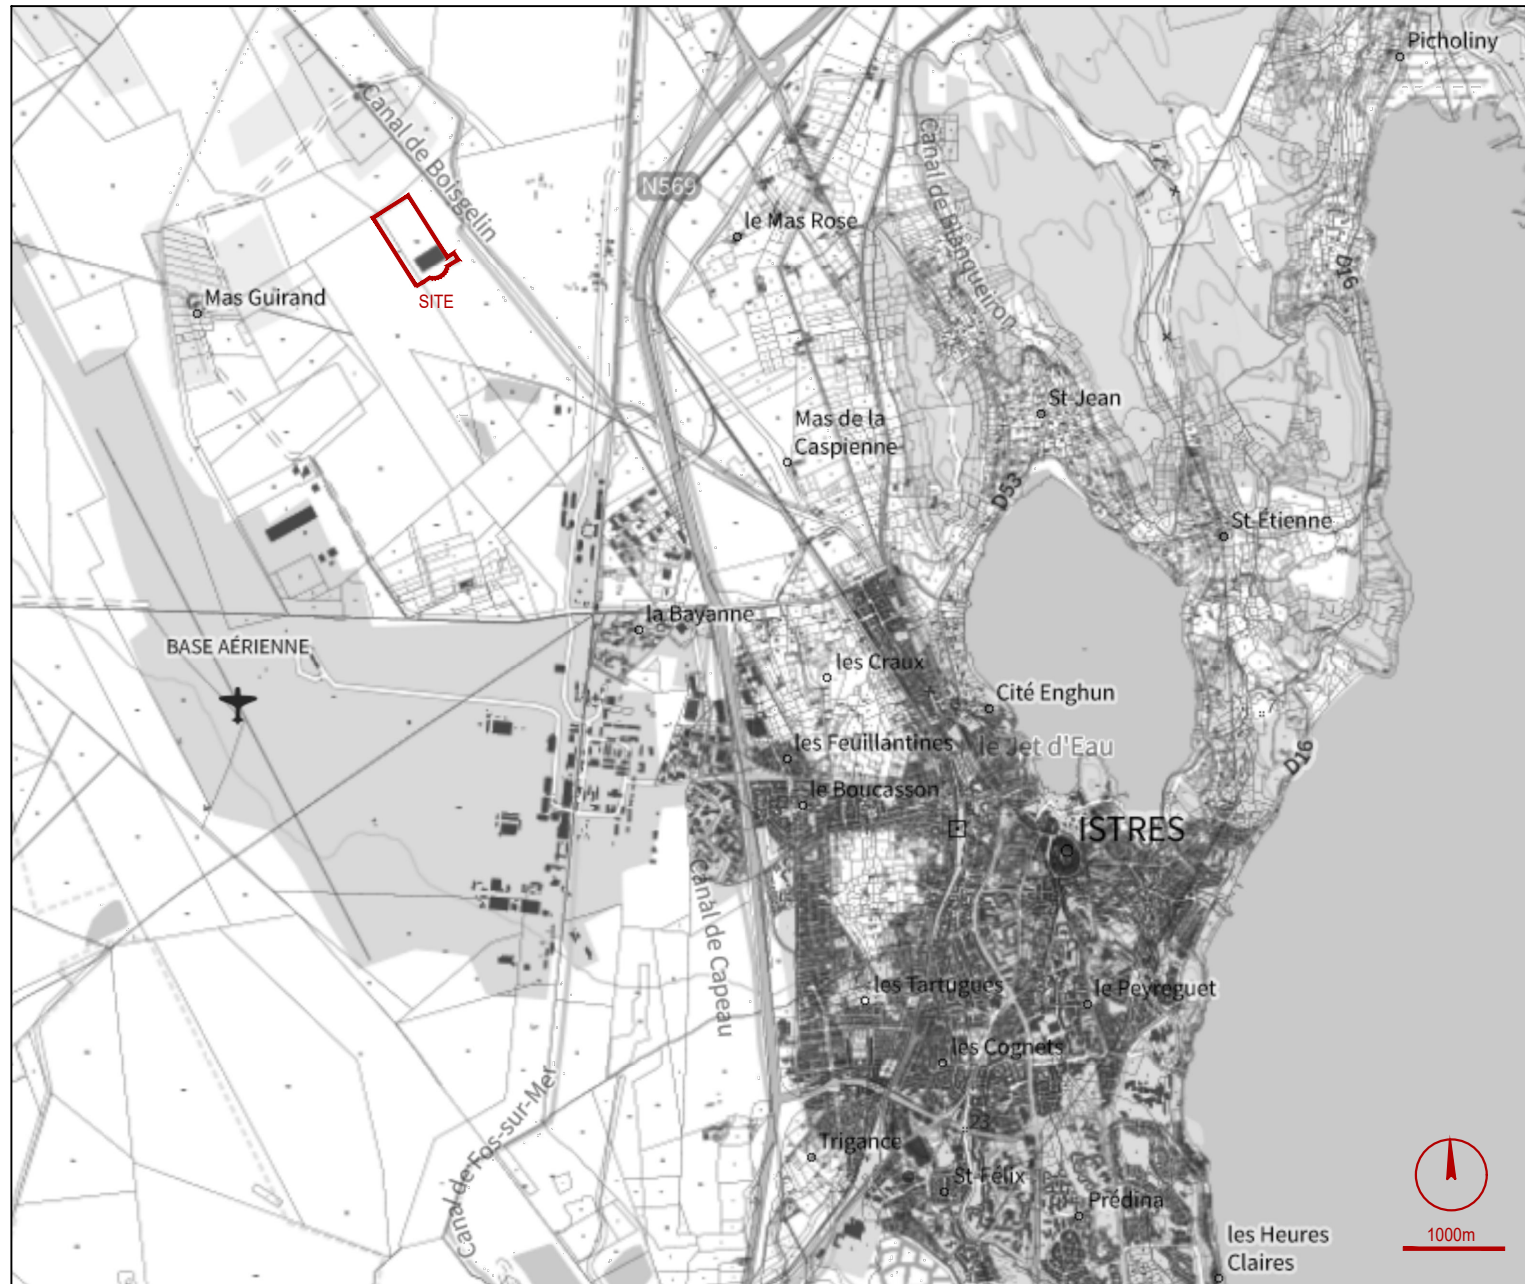 Picholiny
Canal de Boisgelin
N569
Canal de Blanqueiron
le Mas Rose
D16
Mas Guirand
SITE
St Jean
Mas de la
Caspienne
D53
St Étienne
la Bayanne
BASE AÉRIENNE
les Craux
Cité Enghun
les Feuillantines
le Jet d'Eau
D16
le Boucasson
ISTRES
Canal de Capeau
les Tartugues
le Peyreguet
les Cognets
Canal de Fos-sur-Mer
23
Trigance
St Félix
Prédina
les Heures
Claires
1000m